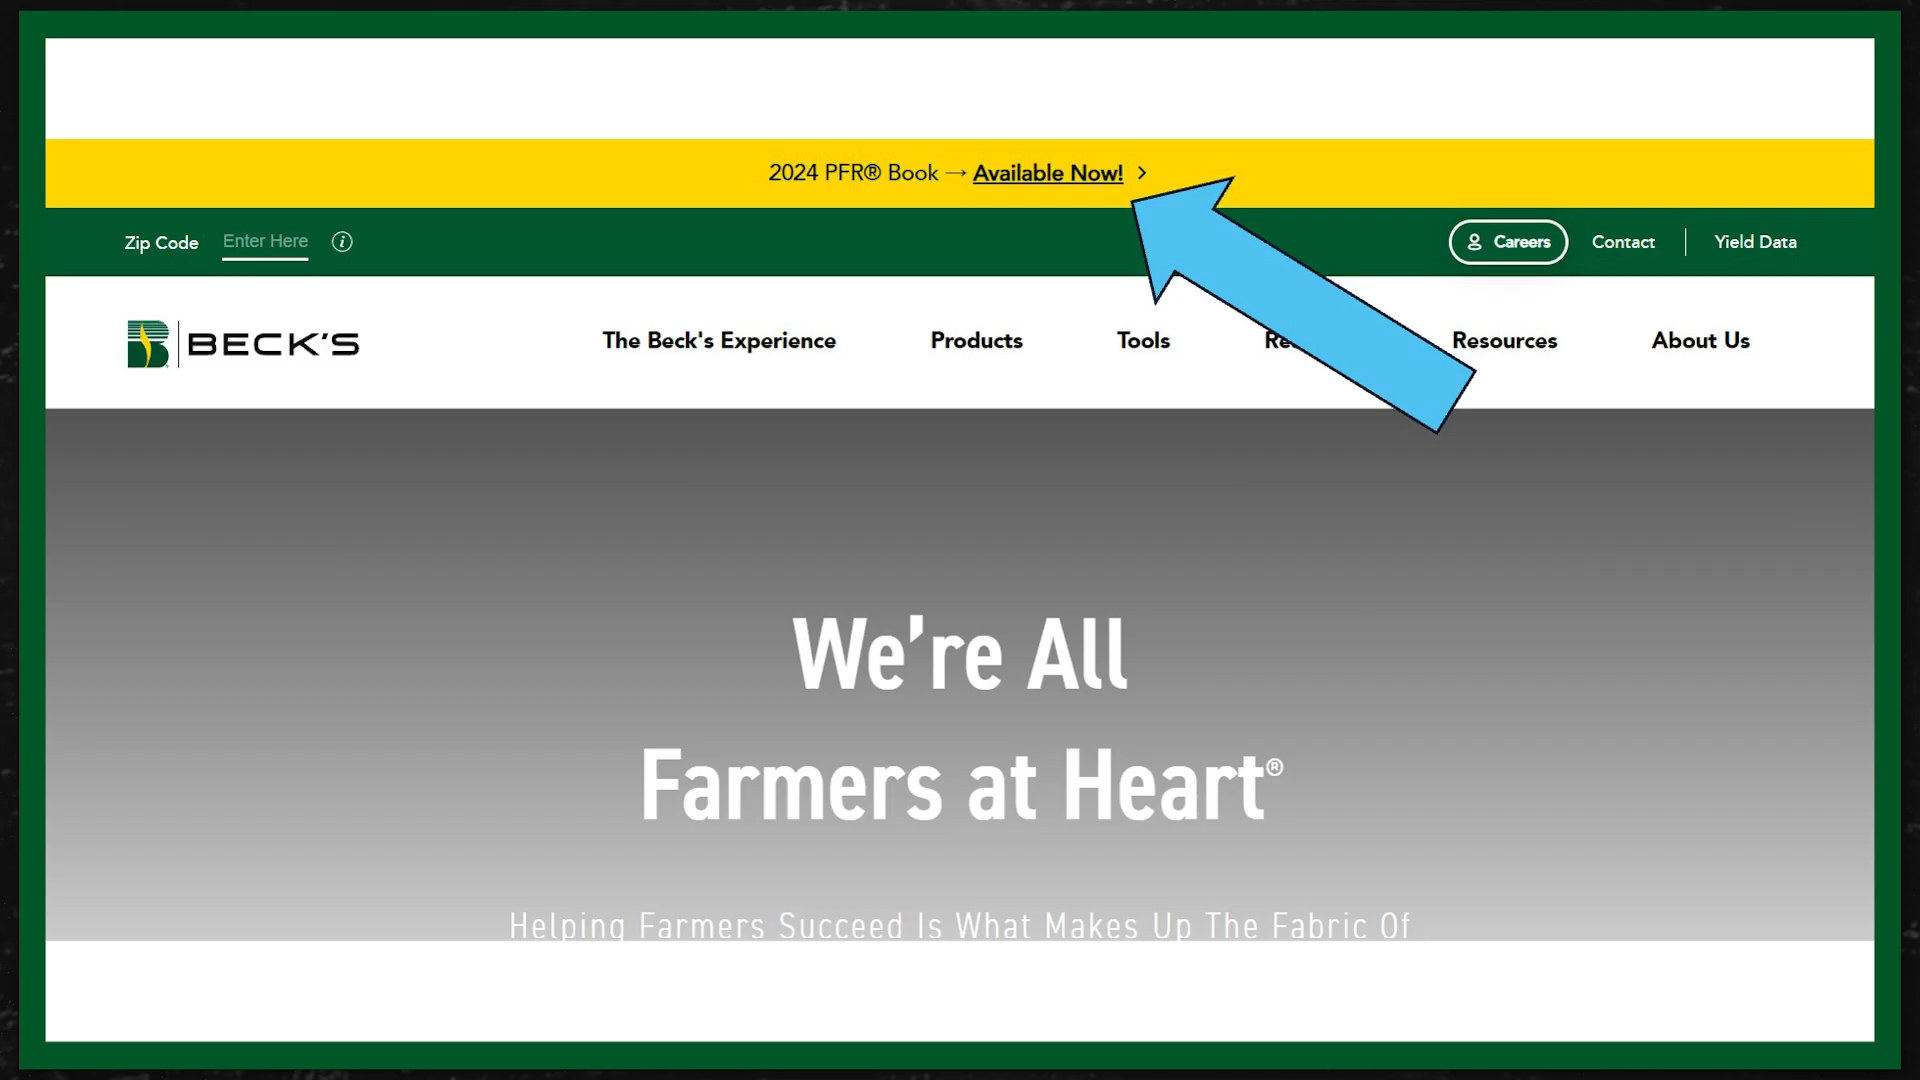 2024 PFR® Book → Available Now! >
Zip Code Enter Here i Careers Contact Yield Data
BECK'S The Beck's Experience Products Tools Resources About Us
We're All
Farmers at Heart®
Helping Farmers Succeed Is What Makes Up The Fabric Of